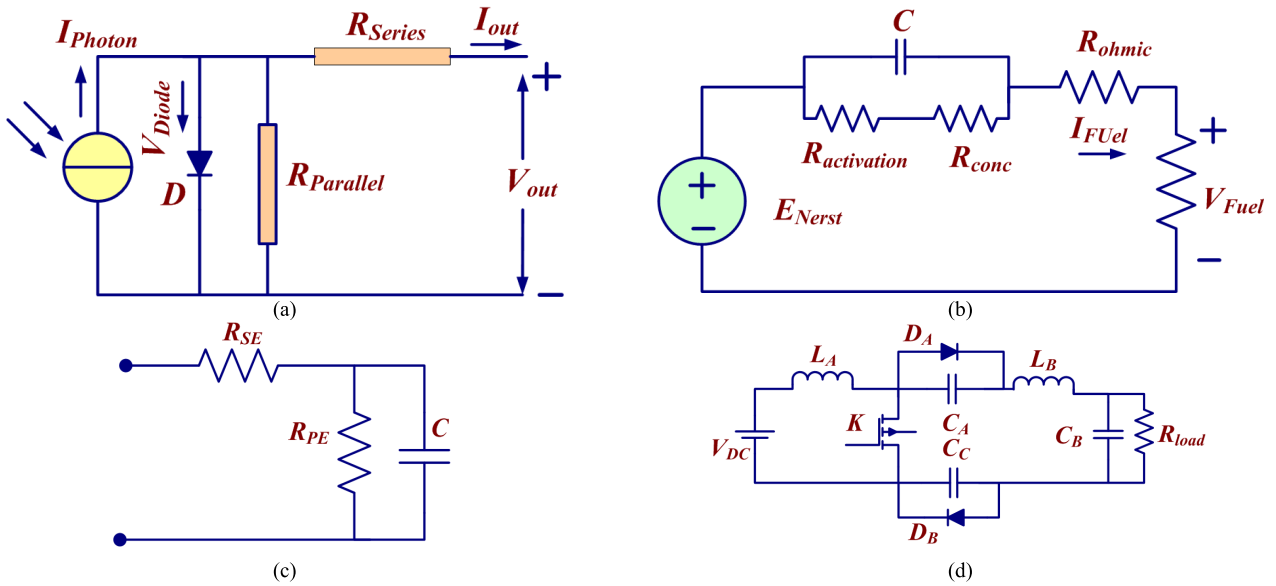 I_Photon
R_Series
I_out
+
V_Diode
D
R_Parallel
V_out
−
(a)
C
R_ohmic
R_activation
R_conc
I_FUel
+
+
−
E_Nerst
V_Fuel
−
(b)
R_SE
R_PE
C
(c)
D_A
L_A
L_B
K
C_A
C_C
V_DC
C_B
R_load
D_B
(d)